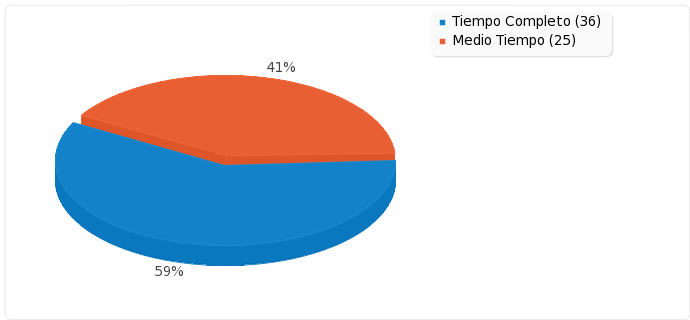 Tiempo Completo (36)
Medio Tiempo (25)
41%
59%